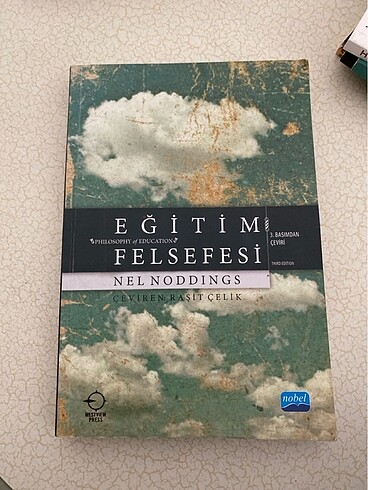 EĞİTİM
PHILOSOPHY of EDUCATION
FELSEFESİ
3. BASIMDAN
ÇEVİRİ
THIRD EDITION
NEL NODDINGS
ÇEVİREN: RAŞİT ÇELİK
WESTVIEW
PRESS
nobel